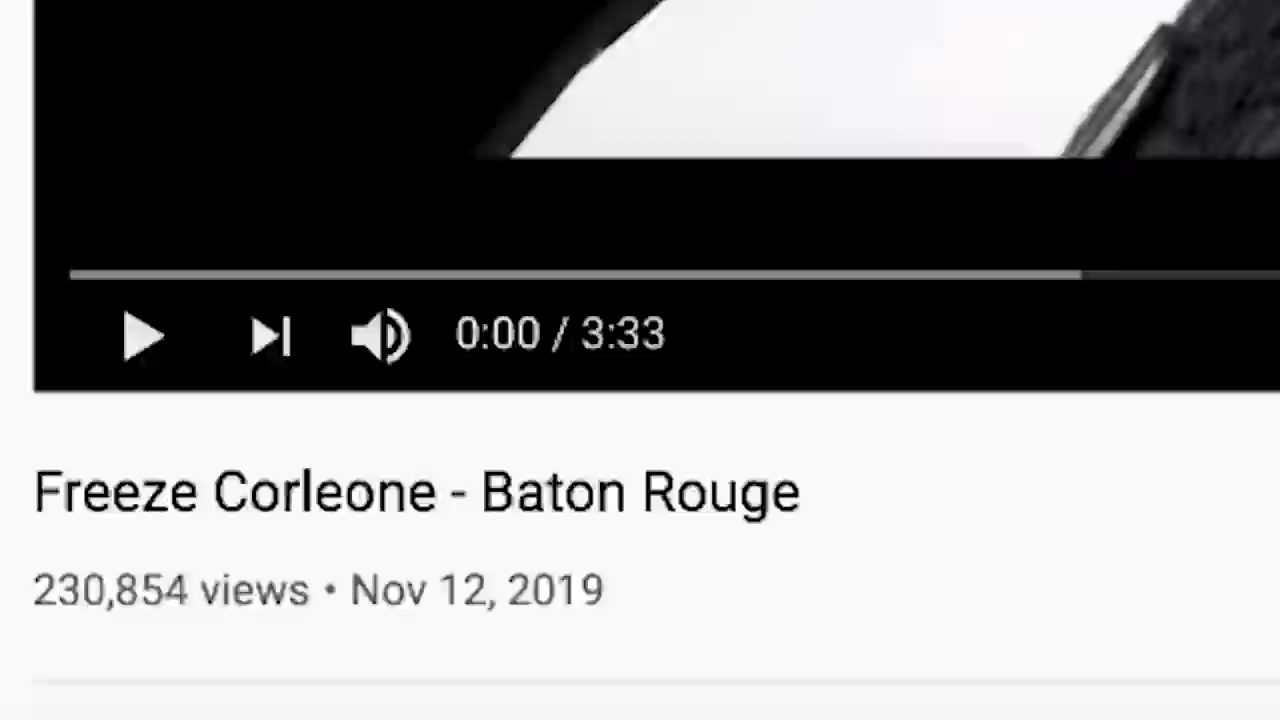 0:00 / 3:33
Freeze Corleone - Baton Rouge
230,854 views • Nov 12, 2019